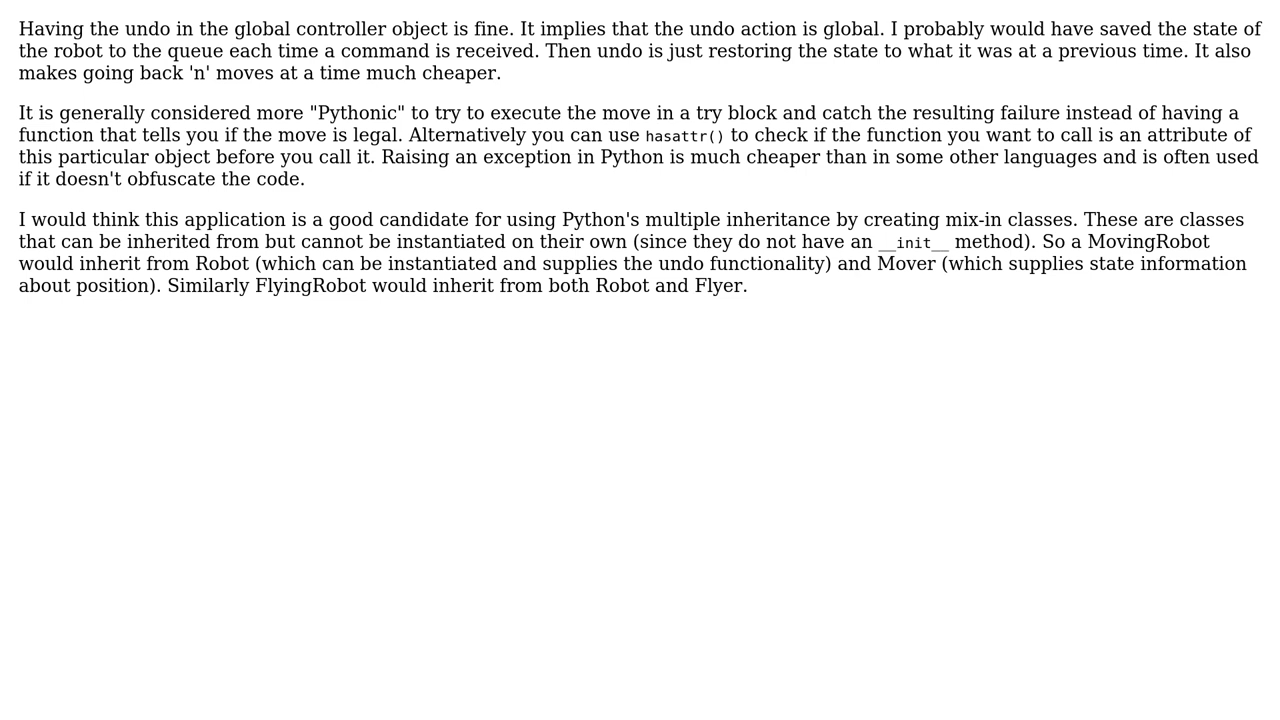 Having the undo in the global controller object is fine. It implies that the undo action is global. I probably would have saved the state of
the robot to the queue each time a command is received. Then undo is just restoring the state to what it was at a previous time. It also
makes going back 'n' moves at a time much cheaper.
It is generally considered more "Pythonic" to try to execute the move in a try block and catch the resulting failure instead of having a
function that tells you if the move is legal. Alternatively you can use hasattr() to check if the function you want to call is an attribute of
this particular object before you call it. Raising an exception in Python is much cheaper than in some other languages and is often used
if it doesn't obfuscate the code.
I would think this application is a good candidate for using Python's multiple inheritance by creating mix-in classes. These are classes
that can be inherited from but cannot be instantiated on their own (since they do not have an __init__ method). So a MovingRobot
would inherit from Robot (which can be instantiated and supplies the undo functionality) and Mover (which supplies state information
about position). Similarly FlyingRobot would inherit from both Robot and Flyer.